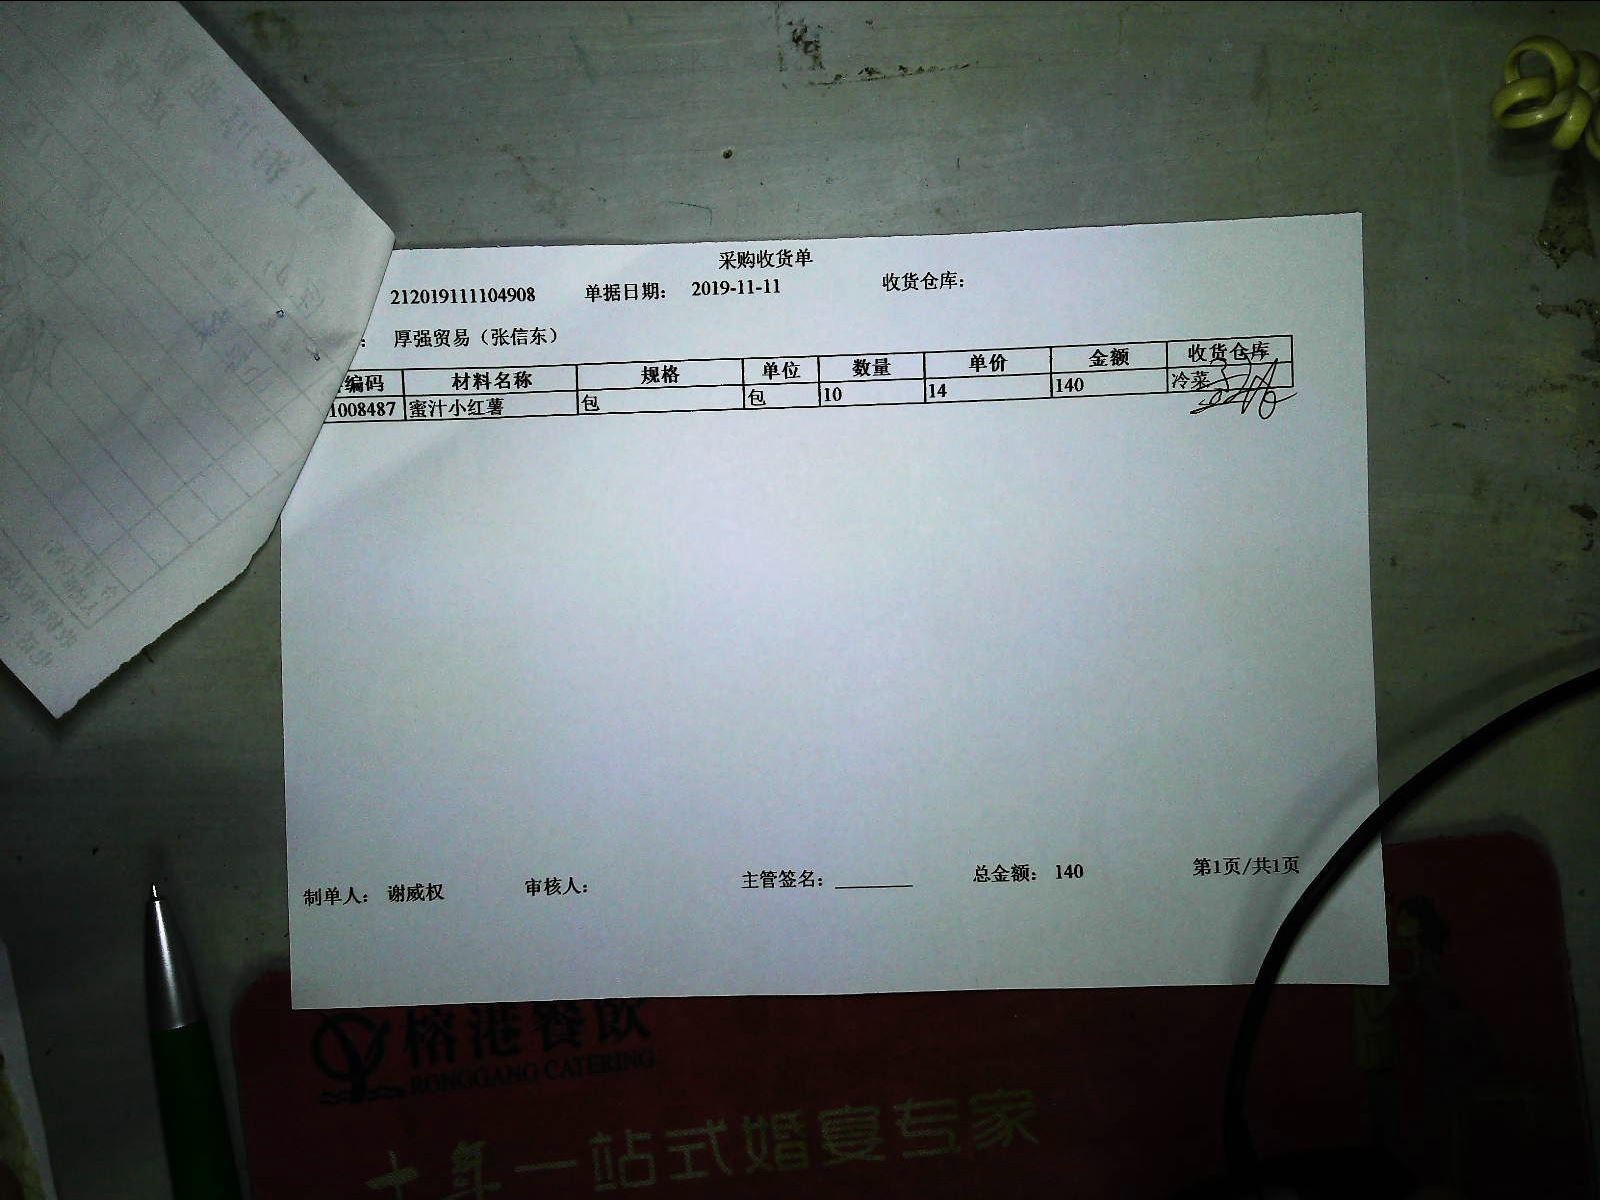 采购收货单
212019111104908 单据日期: 2019-11-11 收货仓库:
: 厚强贸易（张信东）
编码 材料名称 规格 单位 数量 单价 金额 收货仓库
1008487 蜜汁小红薯 包 包 10 14 140 冷菜
制单人: 谢威权 审核人: 主管签名: 总金额: 140 第1页/共1页
榕港餐饮
RONGGANG CATERING
十年一站式婚宴专家